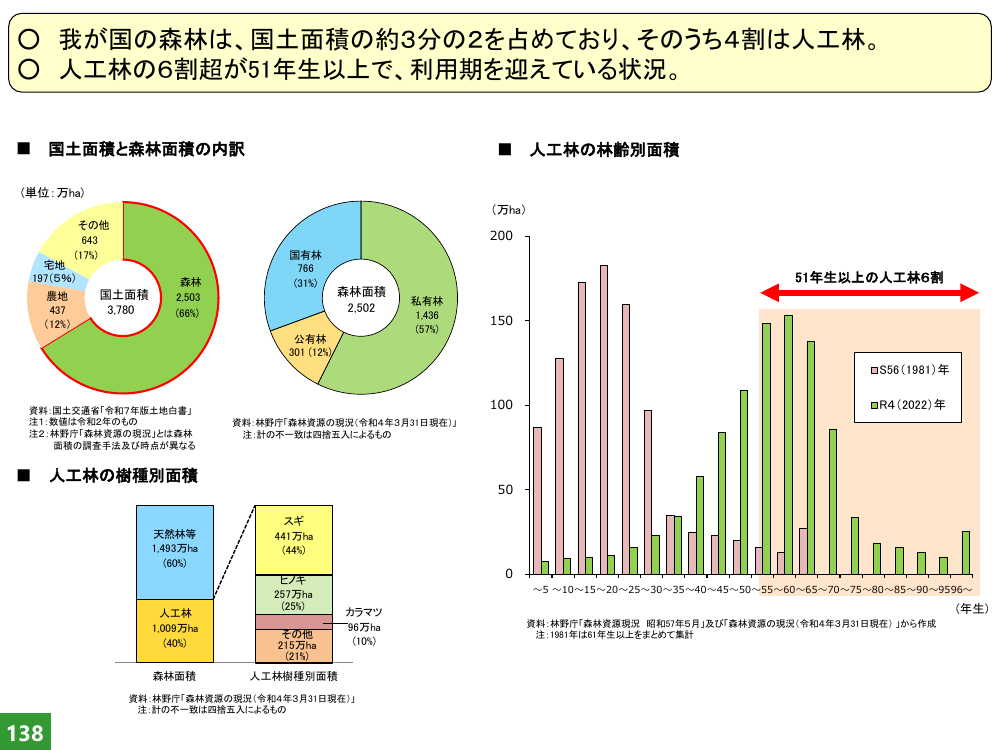 ○　我が国の森林は、国土面積の約３分の２を占めており、そのうち４割は人工林。
○　人工林の６割超が51年生以上で、利用期を迎えている状況。
■　国土面積と森林面積の内訳
（単位：万ha）
その他
643
（17%）
宅地
197（5%）
農地
437
（12%）
森林
2,503
（66%）
国土面積
3,780
国有林
766
（31%）
公有林
301（12%）
私有林
1,436
（57%）
森林面積
2,502
資料：国土交通省「令和７年版土地白書」
注１：数値は令和２年のもの
注２：林野庁「森林資源の現況」とは森林
面積の調査手法及び時点が異なる
資料：林野庁「森林資源の現況（令和４年３月31日現在）」
注：計の不一致は四捨五入によるもの
■　人工林の樹種別面積
天然林等
1,493万ha
（60%）
人工林
1,009万ha
（40%）
スギ
441万ha
（44%）
ヒノキ
257万ha
（25%）
カラマツ
96万ha
（10%）
その他
215万ha
（21%）
森林面積
人工林樹種別面積
資料：林野庁「森林資源の現況（令和４年３月31日現在）」
注：計の不一致は四捨五入によるもの
■　人工林の林齢別面積
（万ha）
200
150
100
50
0
51年生以上の人工林６割
S56（1981）年
R4（2022）年
～5 ～10～15～20～25～30～35～40～45～50～55～60～65～70～75～80～85～90～9596～
（年生）
資料：林野庁「森林資源現況　昭和57年５月」及び「森林資源の現況（令和４年３月31日現在）」から作成
注：1981年は61年生以上をまとめて集計
138